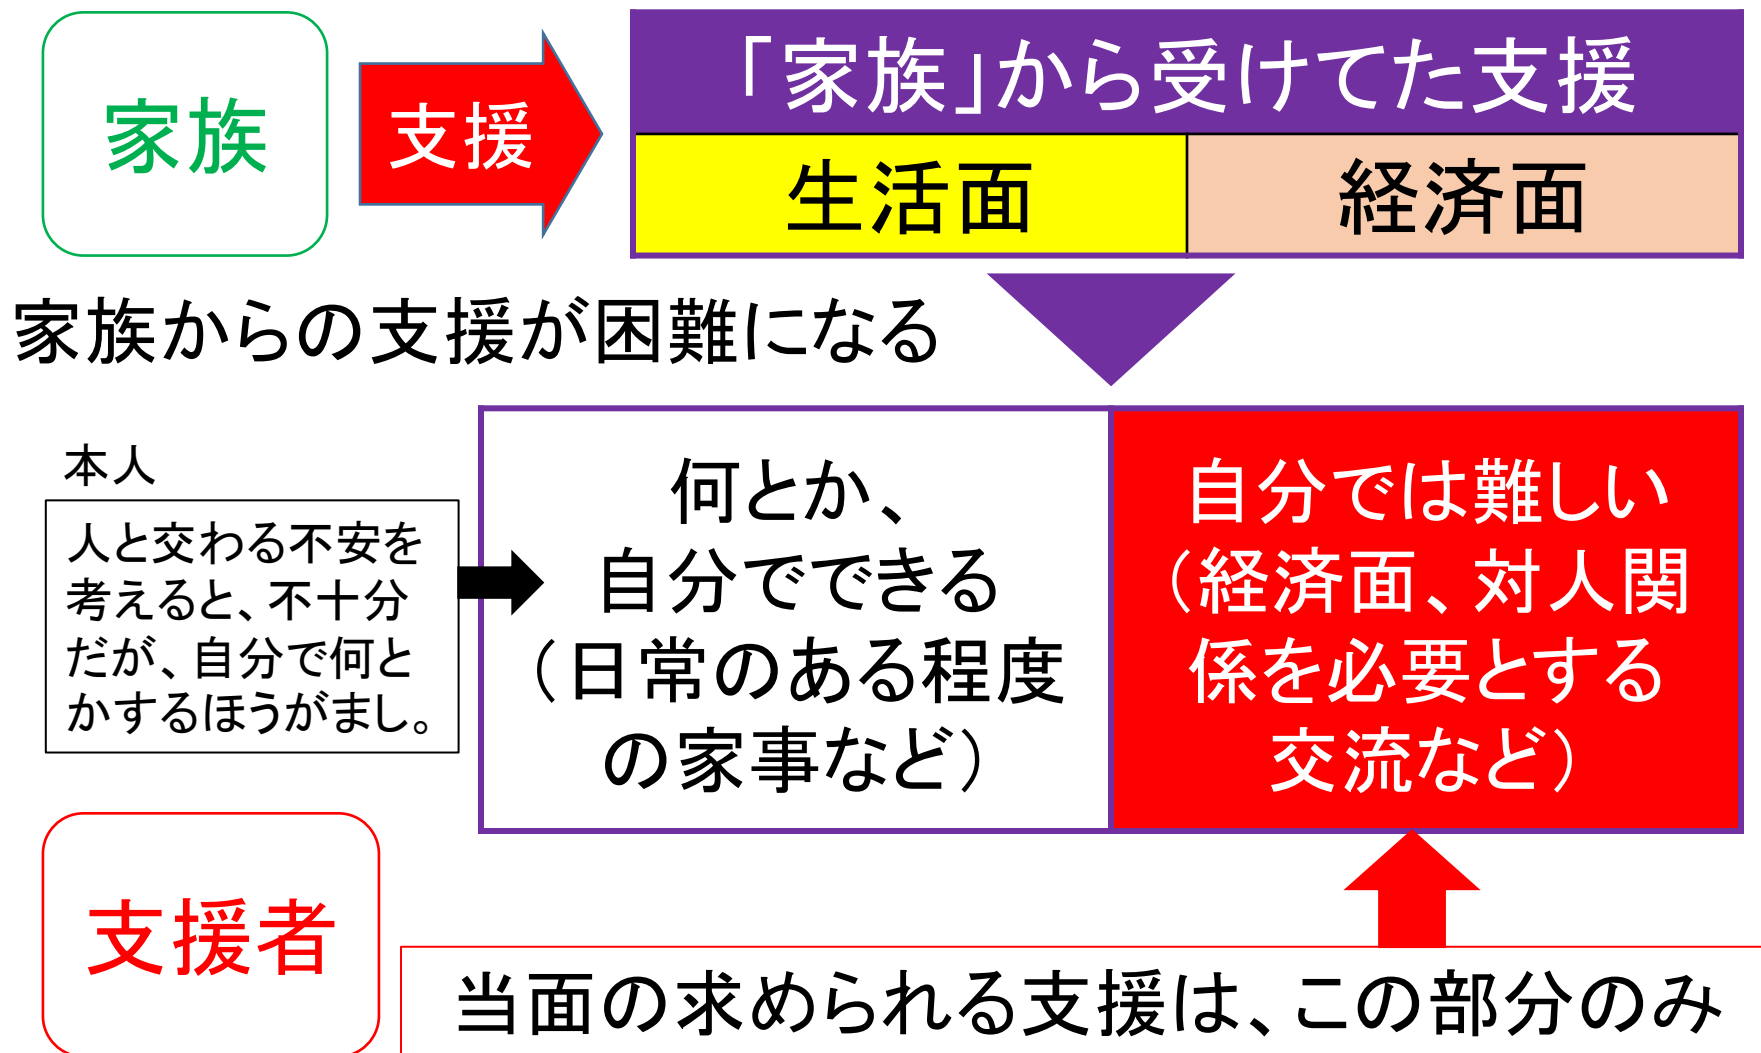 家族
支援
「家族」から受けてた支援
生活面
経済面
家族からの支援が困難になる
本人
人と交わる不安を
考えると、不十分
だが、自分で何と
かするほうがまし。
何とか、
自分でできる
（日常のある程度
の家事など）
自分では難しい
（経済面、対人関
係を必要とする
交流など）
支援者
当面の求められる支援は、この部分のみ